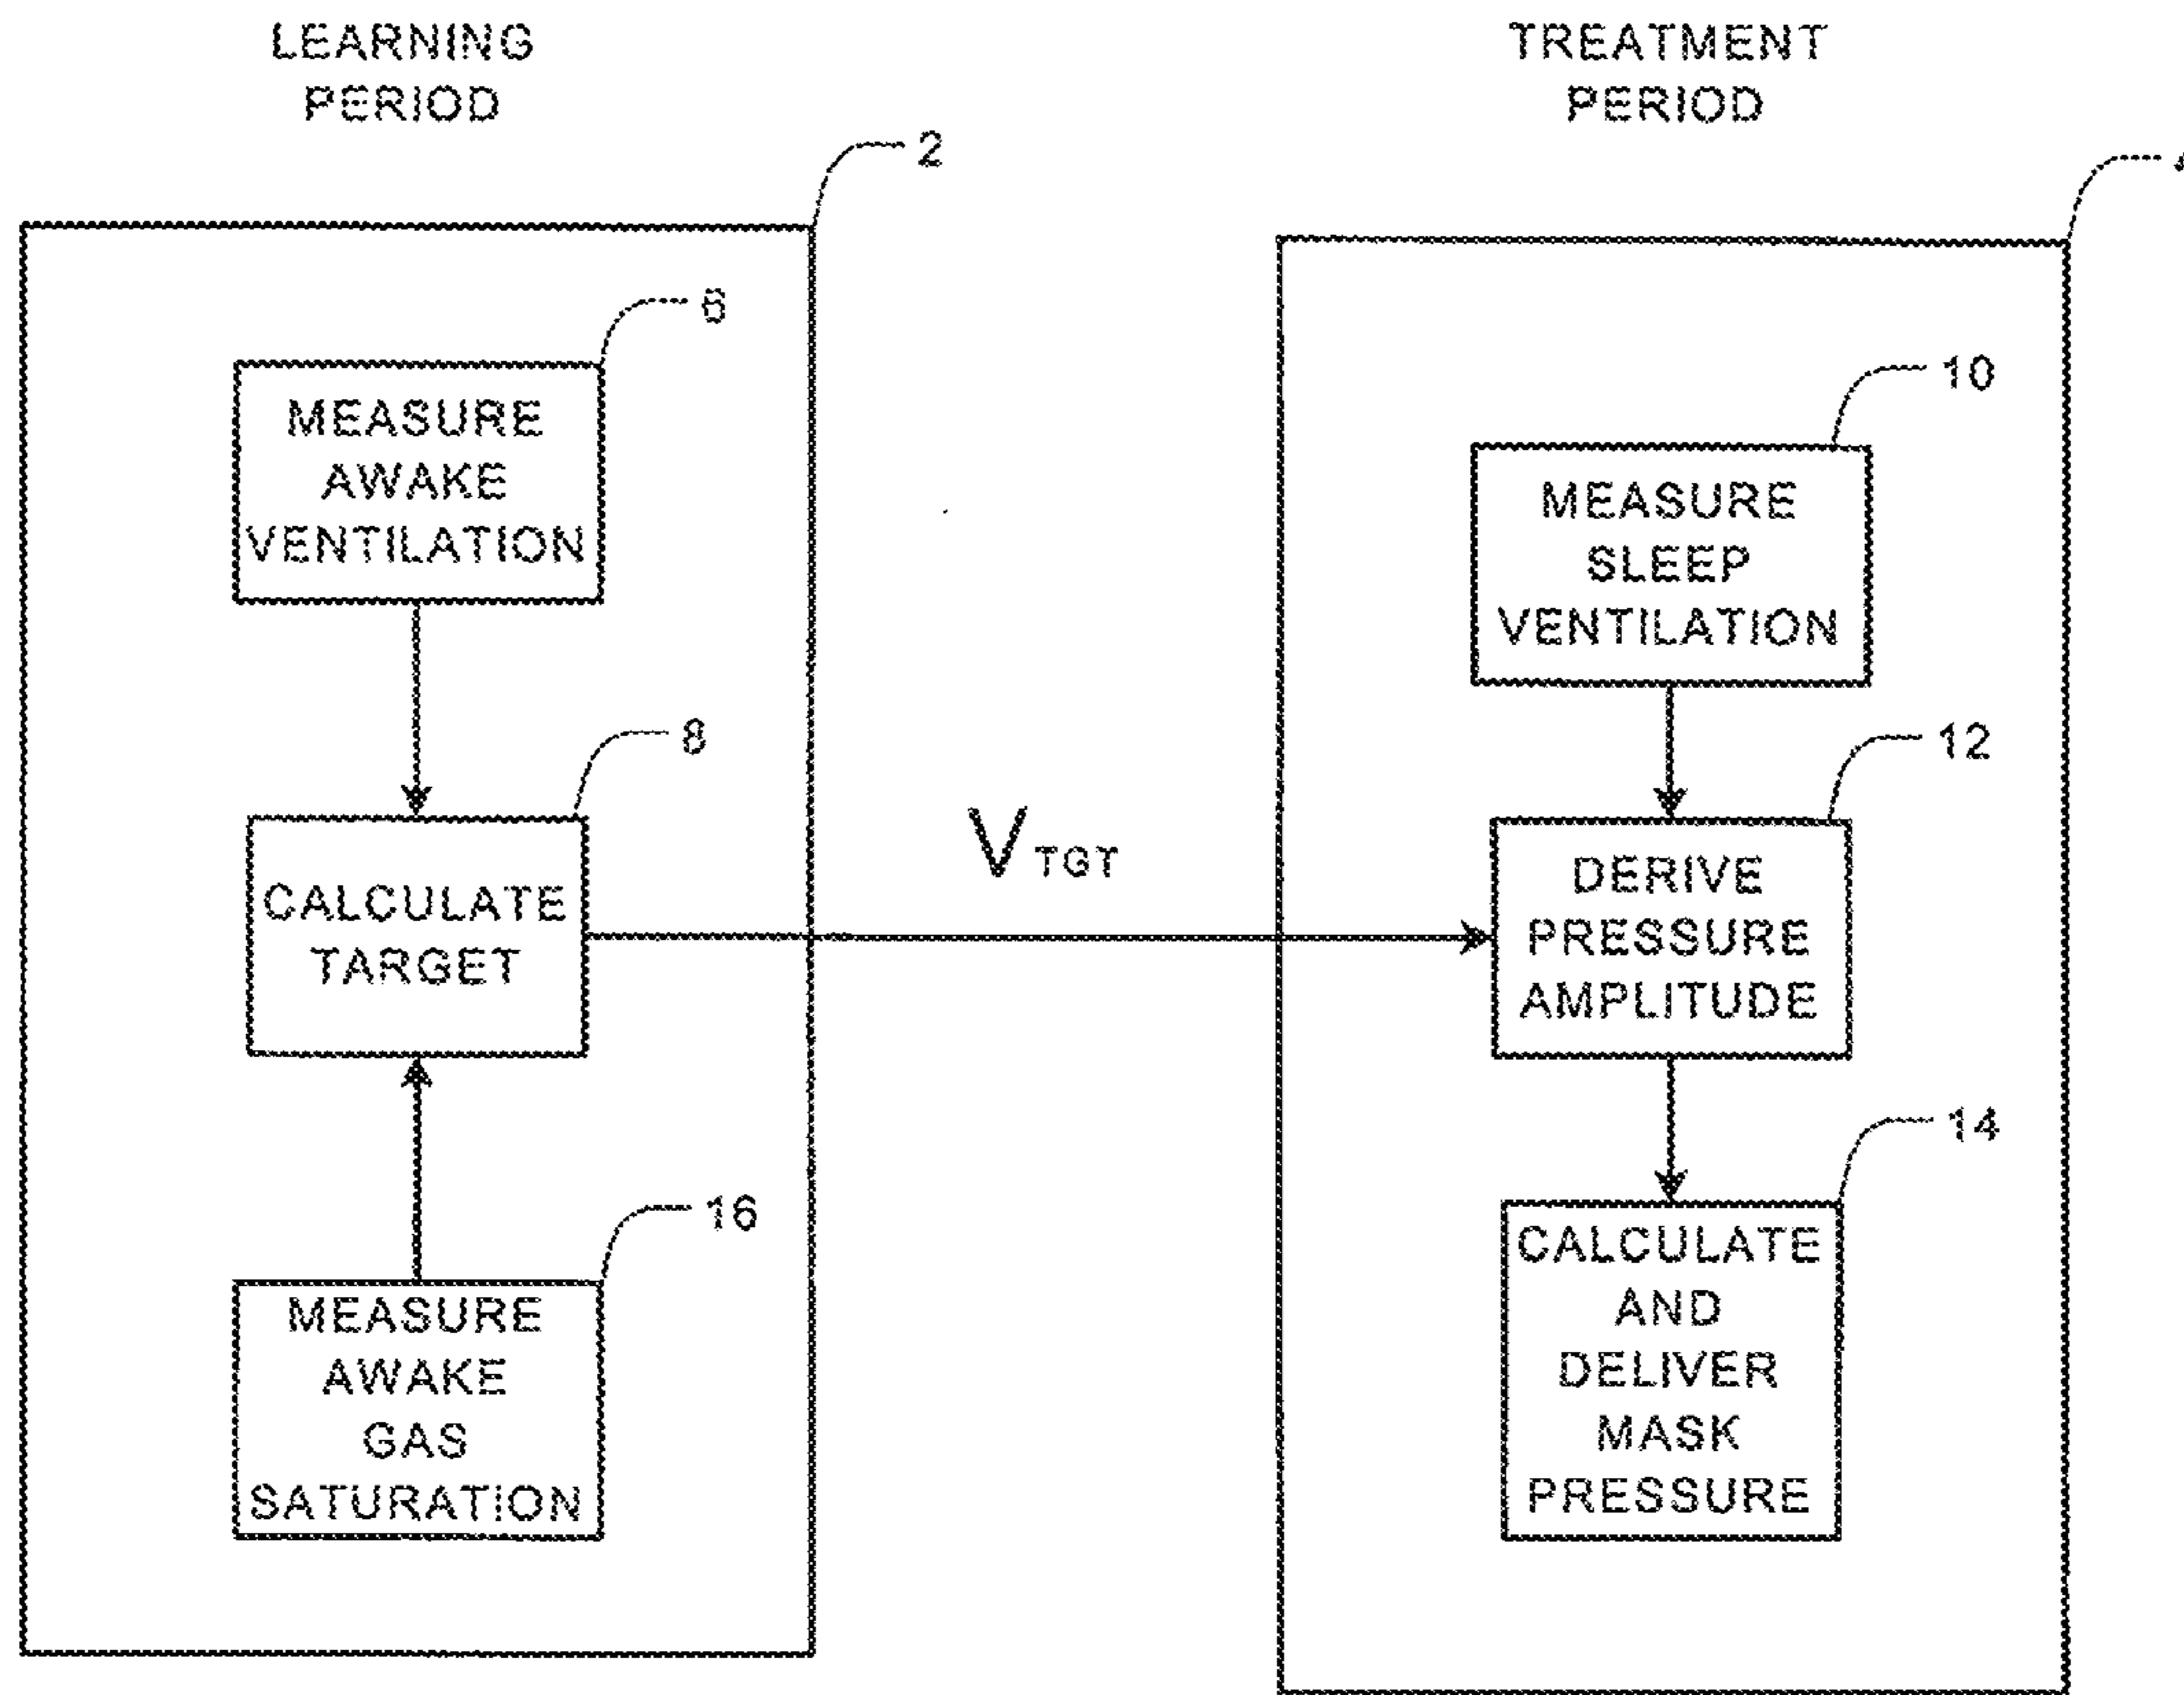 LEARNING
PERIOD
2
6
MEASURE
AWAKE
VENTILATION
8
CALCULATE
TARGET
16
MEASURE
AWAKE
GAS
SATURATION
V TGT
TREATMENT
PERIOD
10
MEASURE
SLEEP
VENTILATION
12
DERIVE
PRESSURE
AMPLITUDE
14
CALCULATE
AND
DELIVER
MASK
PRESSURE